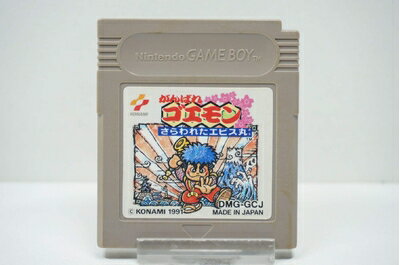 Nintendo GAME BOY TM
KONAMI
がんばれ
ゴエモン
さらわれたエビス丸
© KONAMI 1991
DMG-GCJ
MADE IN JAPAN